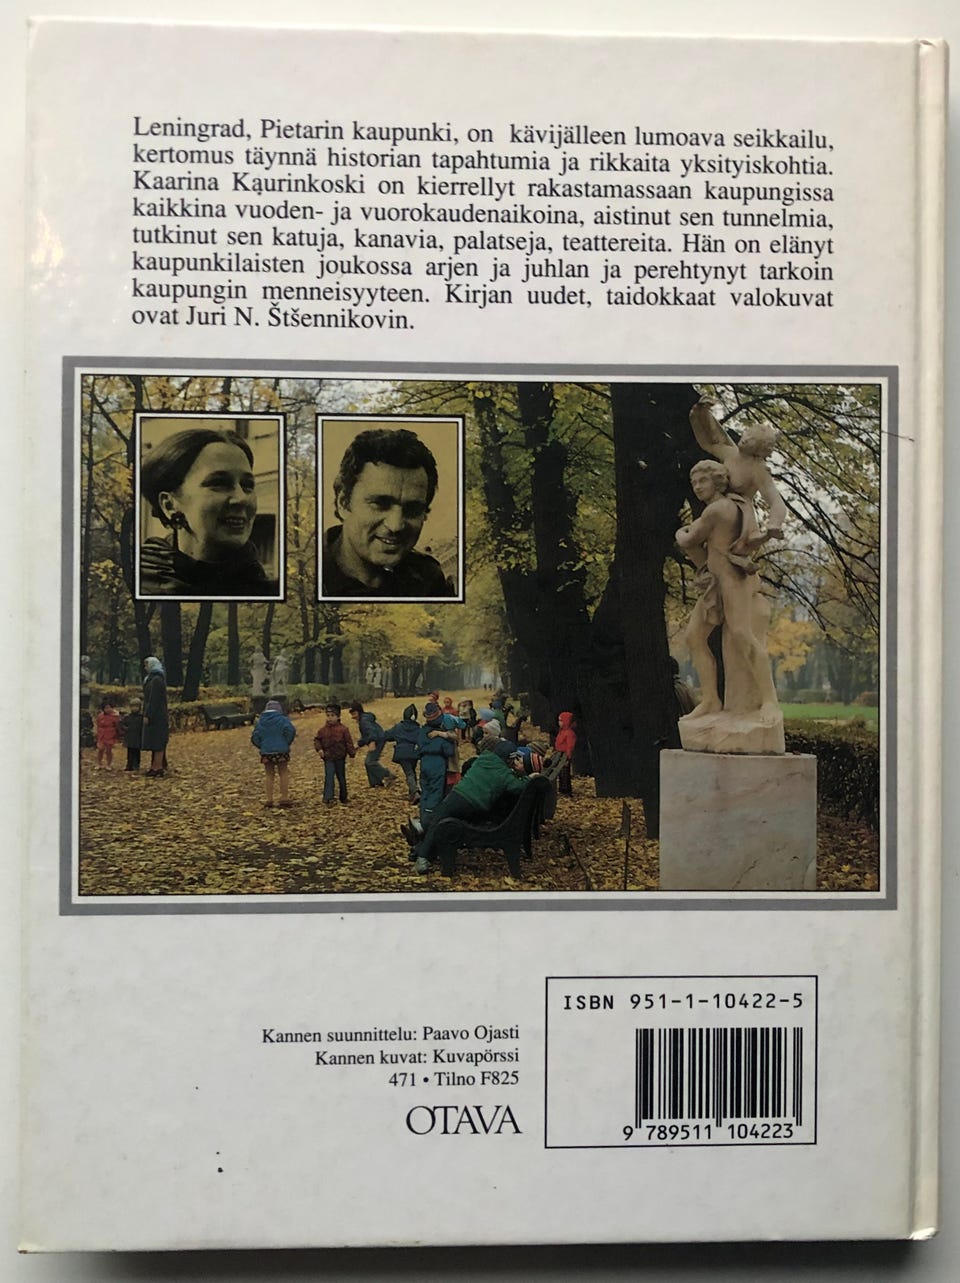 Leningrad, Pietarin kaupunki, on kävijälleen lumoava seikkailu,
kertomus täynnä historian tapahtumia ja rikkaita yksityiskohtia.
Kaarina Kaurinkoski on kierrellyt rakastamassaan kaupungissa
kaikkina vuoden- ja vuorokaudenaikoina, aistinut sen tunnelmia,
tutkinut sen katuja, kanavia, palatseja, teattereita. Hän on elänyt
kaupunkilaisten joukossa arjen ja juhlan ja perehtynyt tarkoin
kaupungin menneisyyteen. Kirjan uudet, taidokkaat valokuvat
ovat Juri N. Štšennikovin.
Kannen suunnittelu: Paavo Ojasti
Kannen kuvat: Kuvapörssi
471 • Tilno F825
OTAVA
ISBN 951-1-10422-5
9 789511 104223